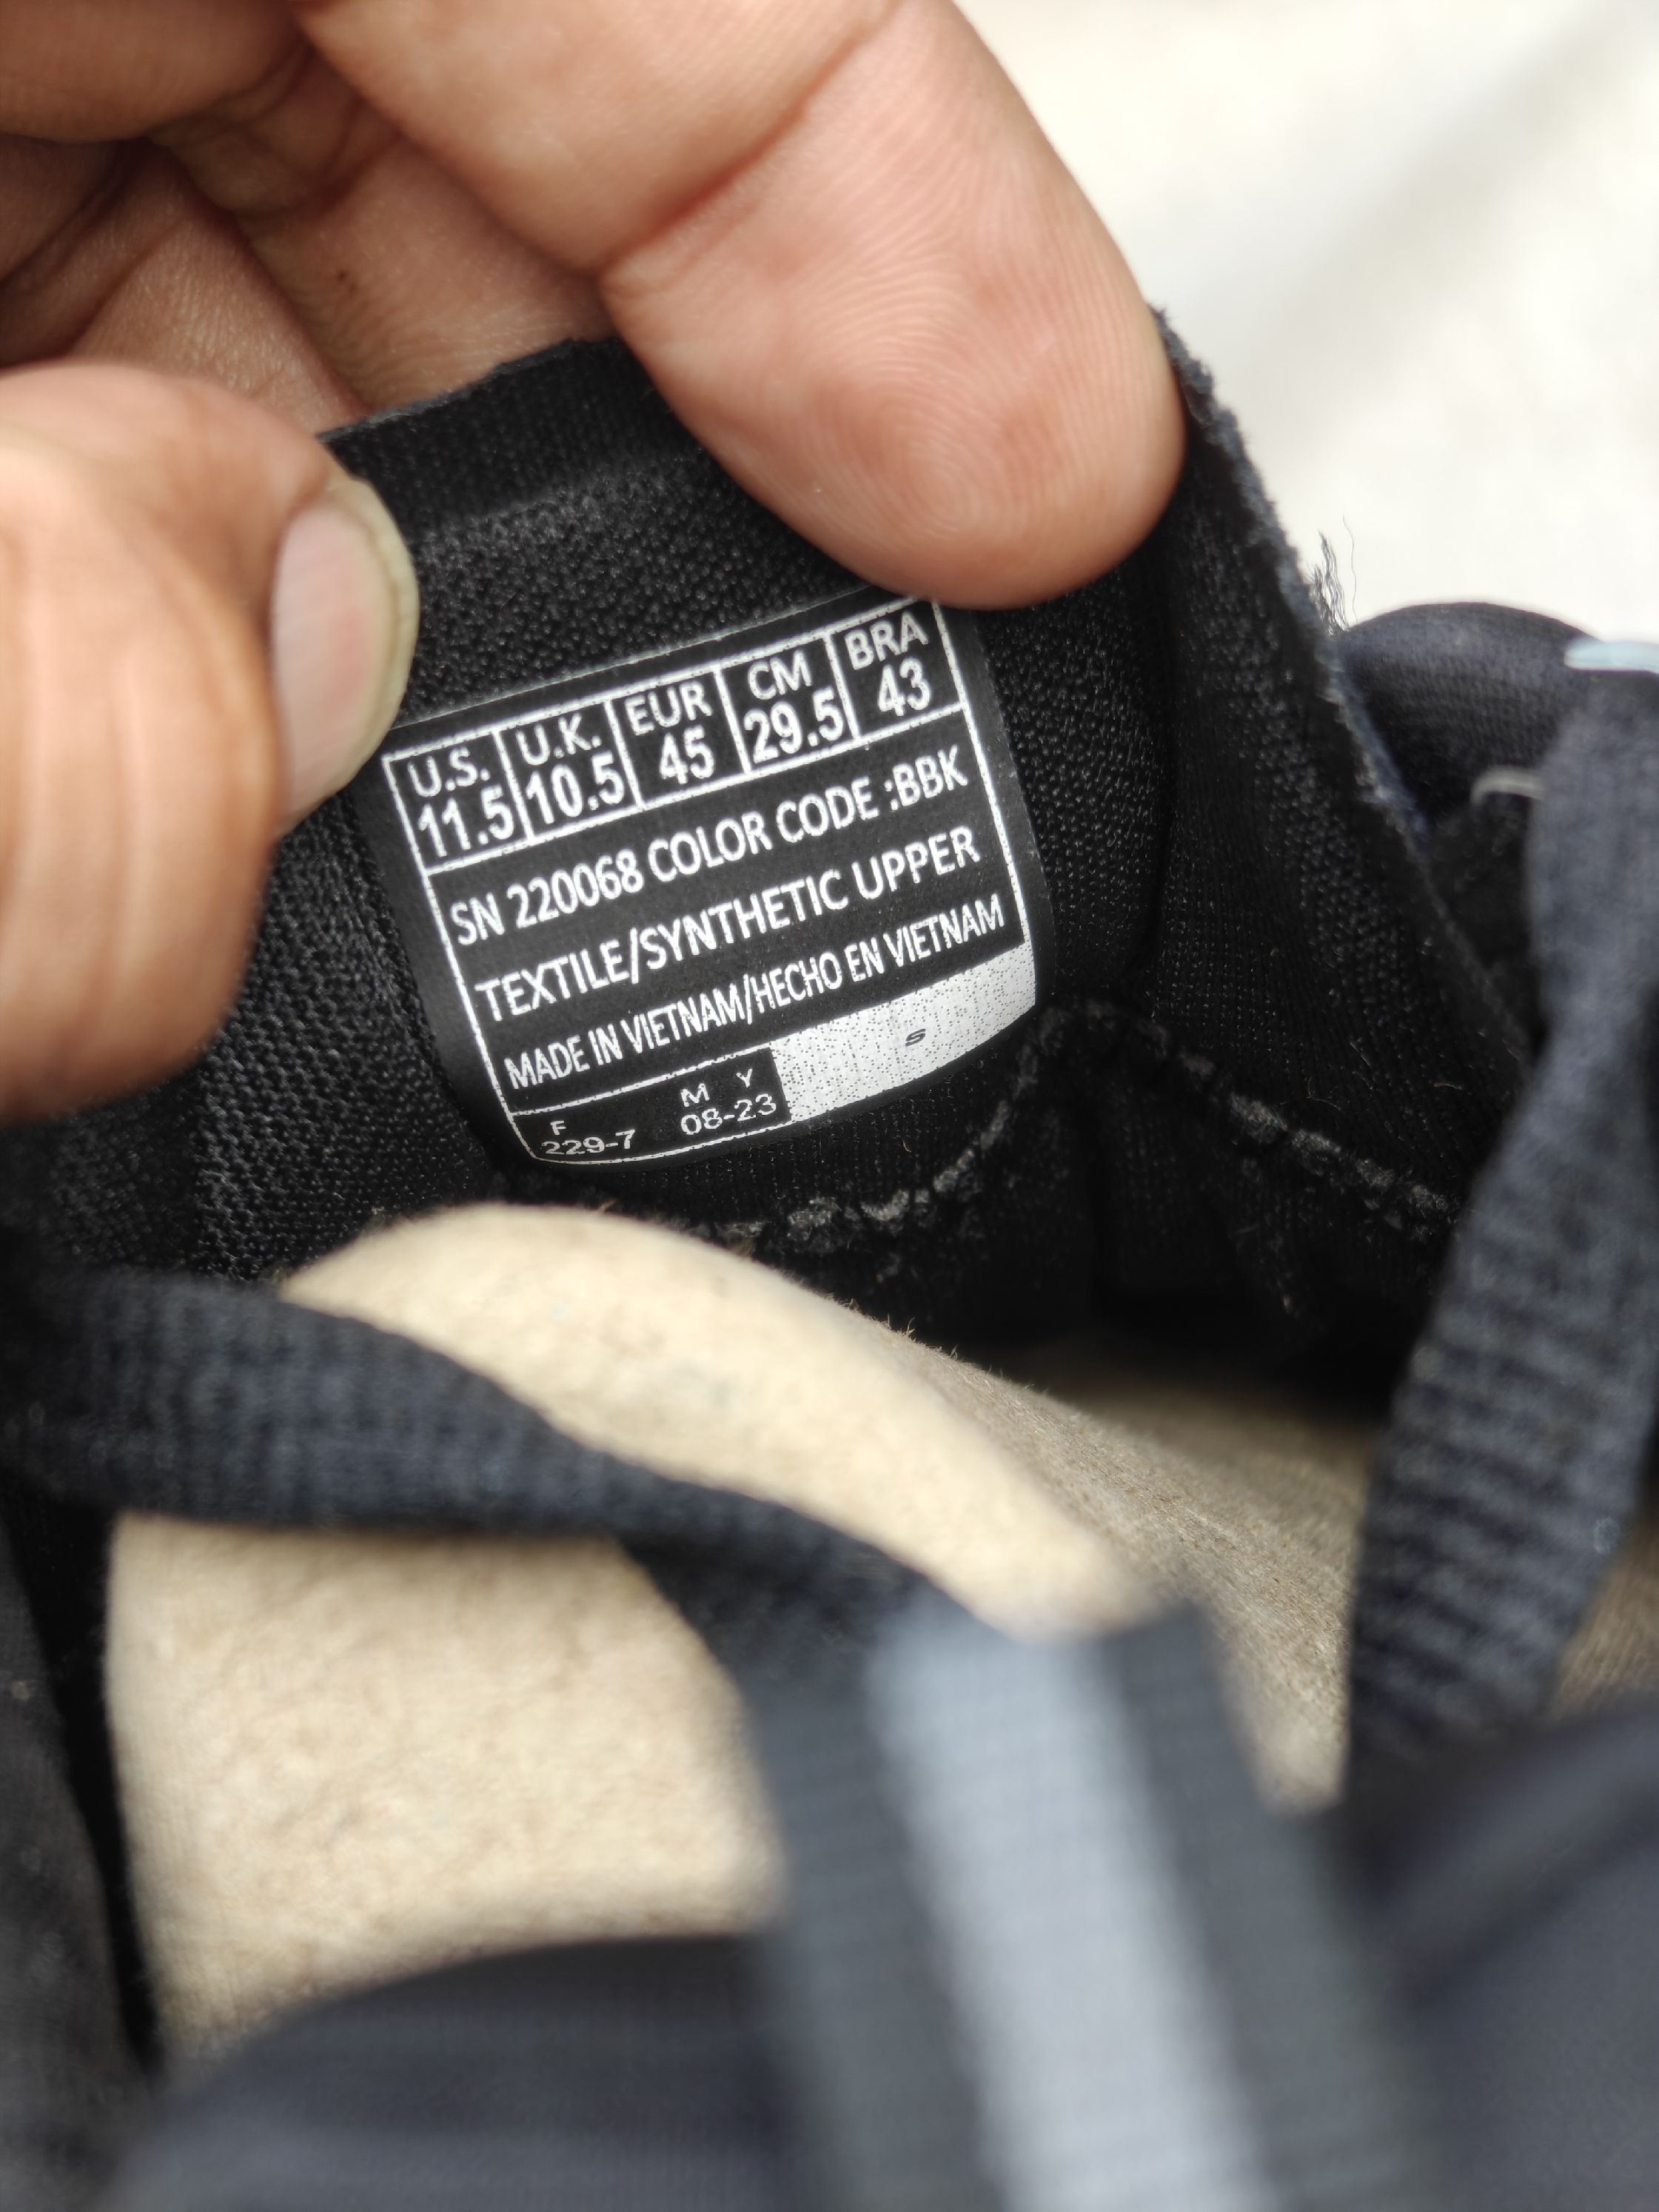 U.S. U.K. EUR CM BRA
11.5 10.5 45 29.5 43
SN 220068 COLOR CODE :BBK
TEXTILE/SYNTHETIC UPPER
MADE IN VIETNAM/HECHO EN VIETNAM
F M Y S
229-7 08-23